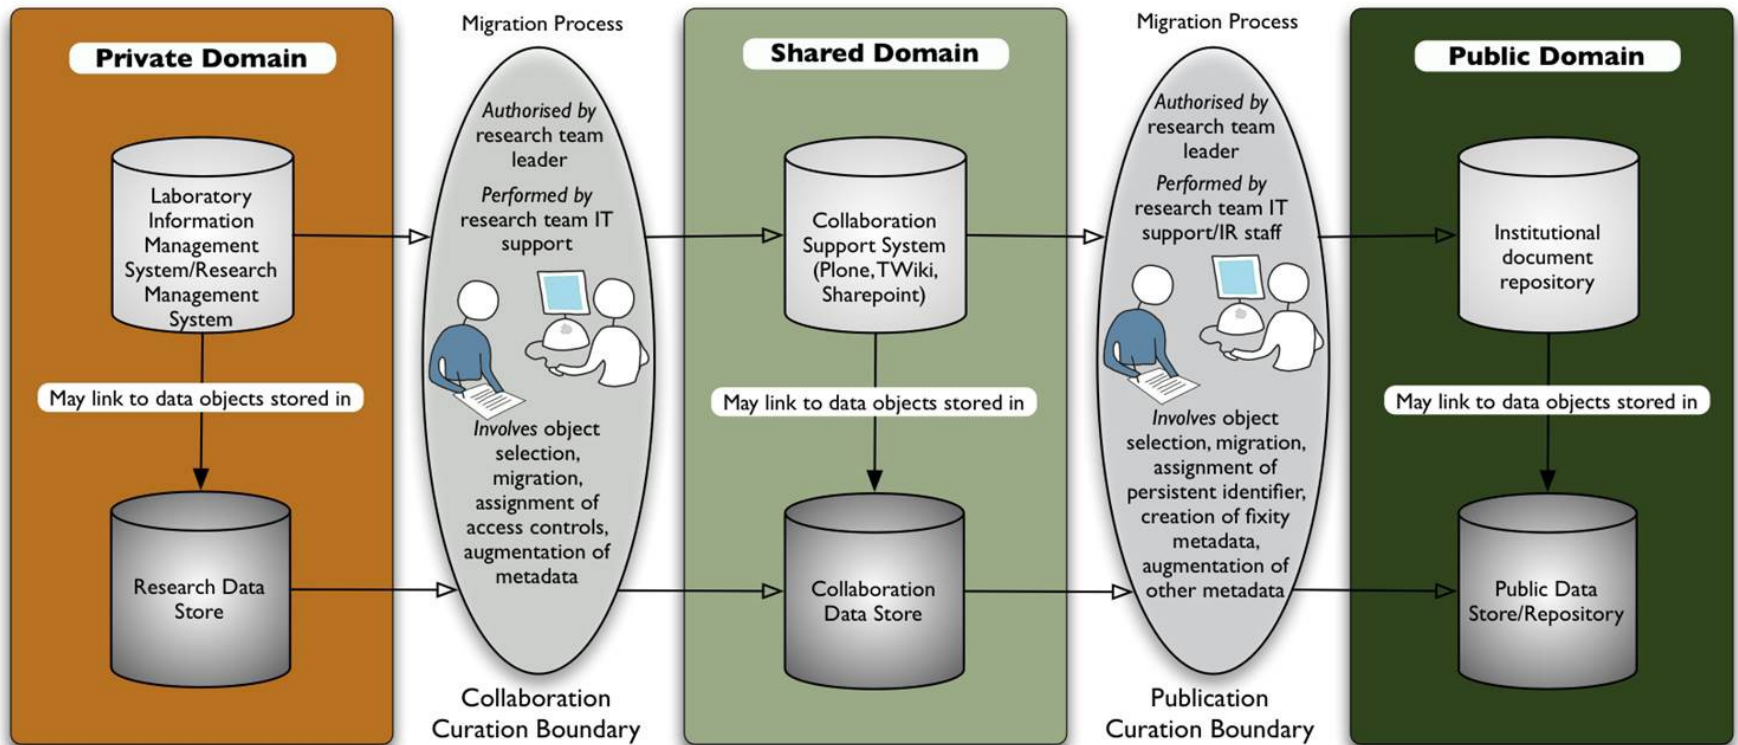 Private Domain
Laboratory
Information
Management
System/Research
Management
System
May link to data objects stored in
Research Data
Store
Migration Process
Authorised by
research team
leader
Performed by
research team IT
support
Involves object
selection,
migration,
assignment of
access controls,
augmentation of
metadata
Collaboration
Curation Boundary
Shared Domain
Collaboration
Support System
(Plone, TWiki,
Sharepoint)
May link to data objects stored in
Collaboration
Data Store
Migration Process
Authorised by
research team
leader
Performed by
research team IT
support/IR staff
Involves object
selection, migration,
assignment of
persistent identifier,
creation of fixity
metadata,
augmentation of
other metadata
Publication
Curation Boundary
Public Domain
Institutional
document
repository
May link to data objects stored in
Public Data
Store/Repository